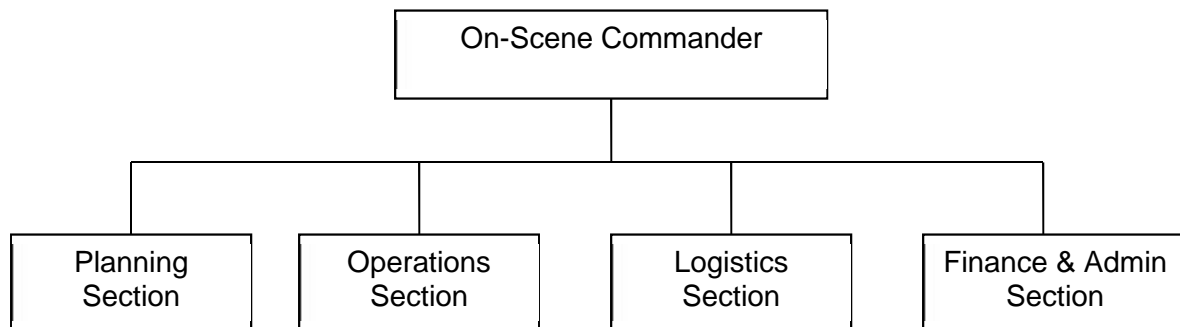 On-Scene Commander
Planning
Section
Operations
Section
Logistics
Section
Finance & Admin
Section